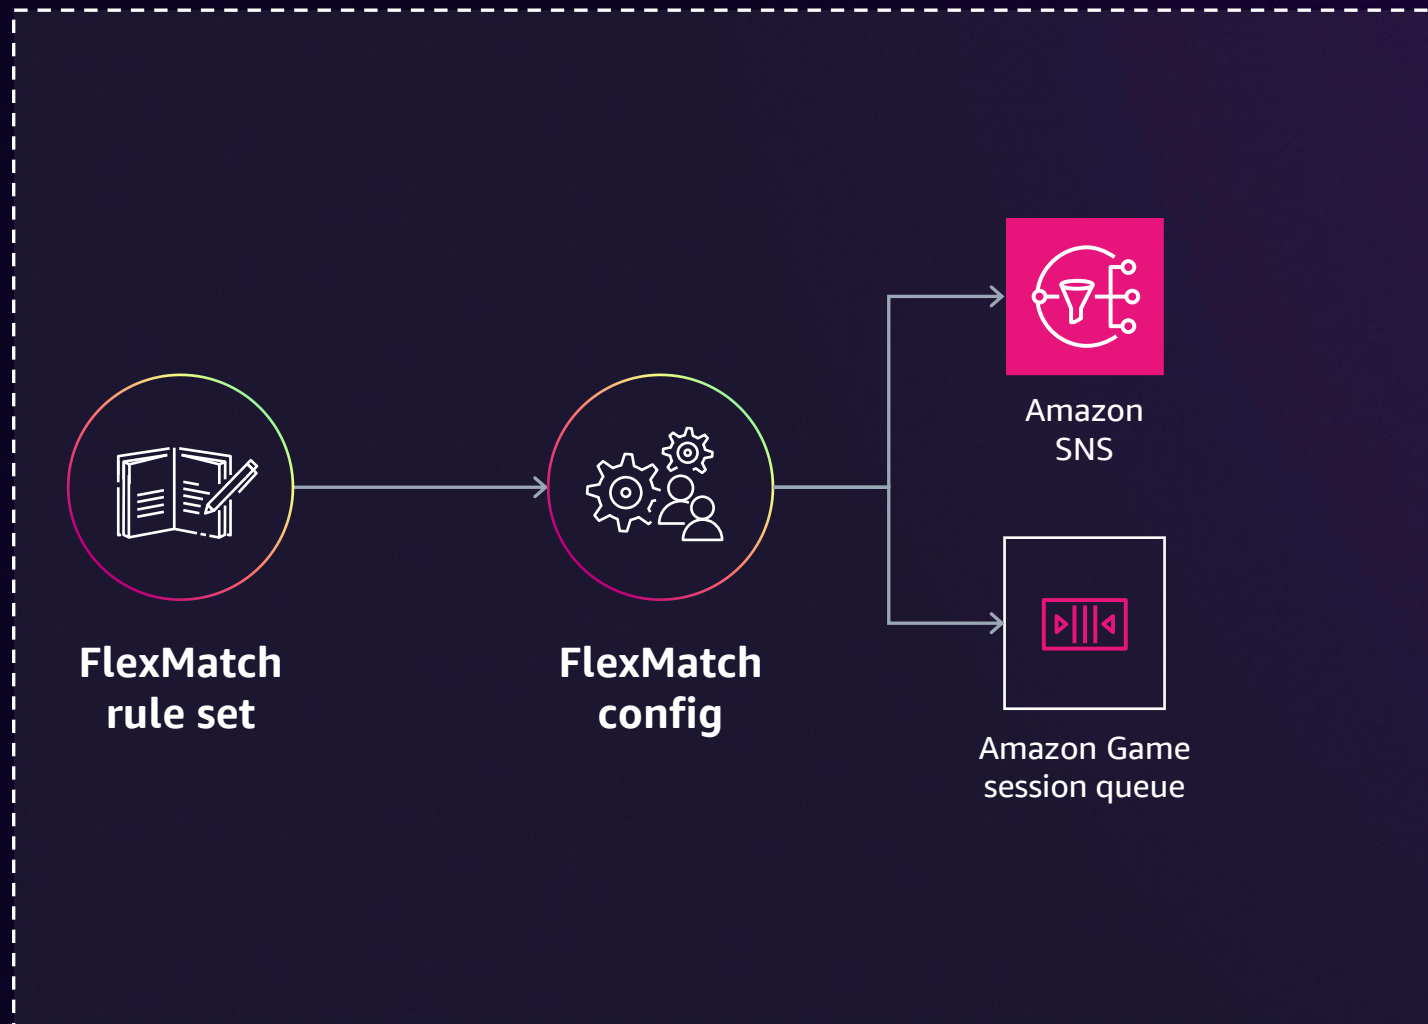 FlexMatch
rule set
FlexMatch
config
Amazon
SNS
Amazon Game
session queue